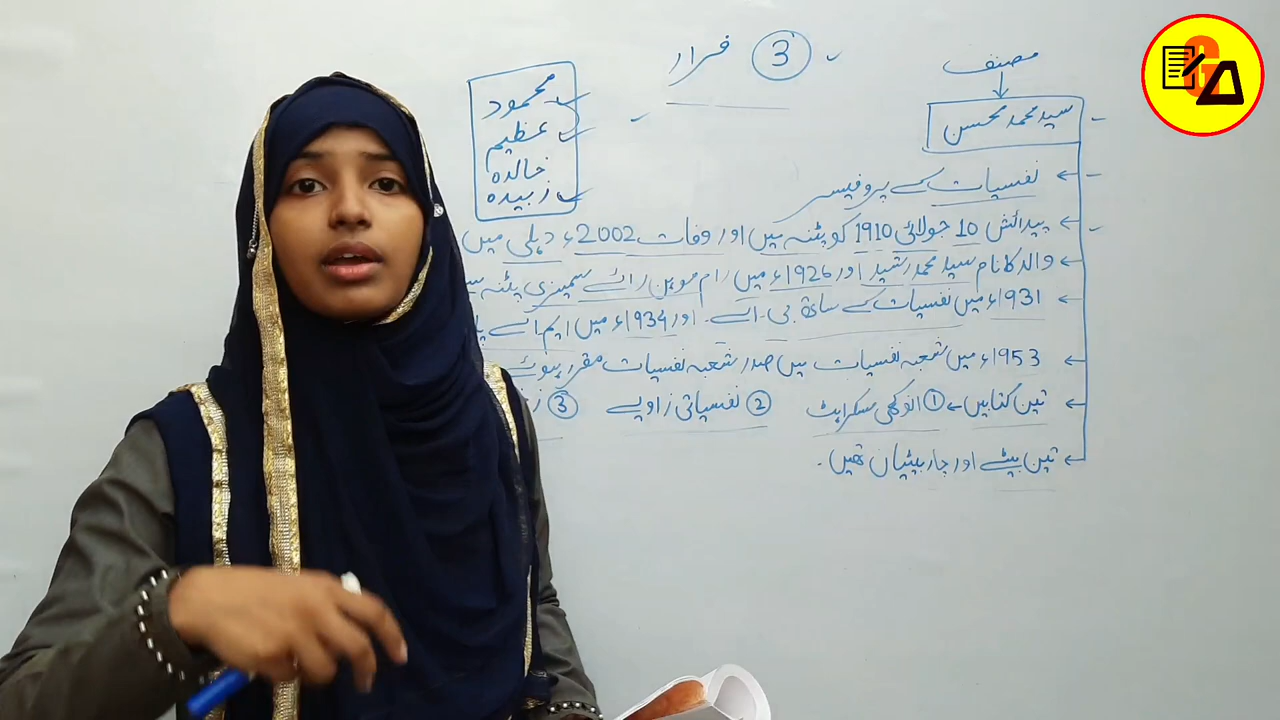 ③ فرار
مصنف
سید محمد محسن
محمود
عظیم
خالدہ
زبیدہ
نفسیات کے پروفیسر
پیدائش 10 جولائی 1910 کو پٹنہ میں اور وفات 2002ء دہلی میں
والد کا نام سید محمد رشید اور 1926ء میں رام موہن رائے سمینری پٹنہ
1931ء میں نفسیات کے ساتھ بی۔اے۔ اور 1934ء میں ایم اے
1953ء میں شعبہ نفسیات میں صدر شعبہ نفسیات مقرر ہوئے
تین کتابیں ① انوکھی مسکراہٹ ② نفسیاتی زاویے ③
تین بیٹے اور چار بیٹیاں تھیں۔